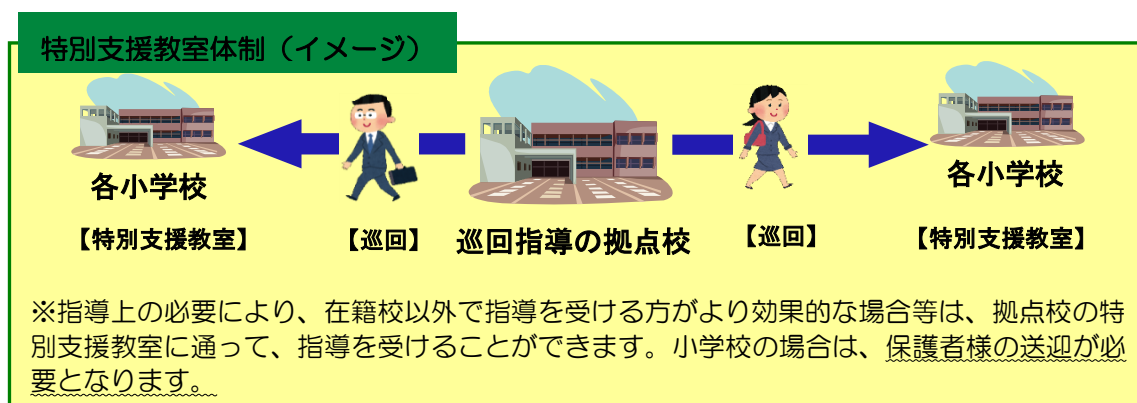 特別支援教室体制（イメージ）
各小学校
【特別支援教室】
【巡回】
巡回指導の拠点校
【巡回】
各小学校
【特別支援教室】
※指導上の必要により、在籍校以外で指導を受ける方がより効果的な場合等は、拠点校の特
別支援教室に通って、指導を受けることができます。小学校の場合は、保護者様の送迎が必
要となります。